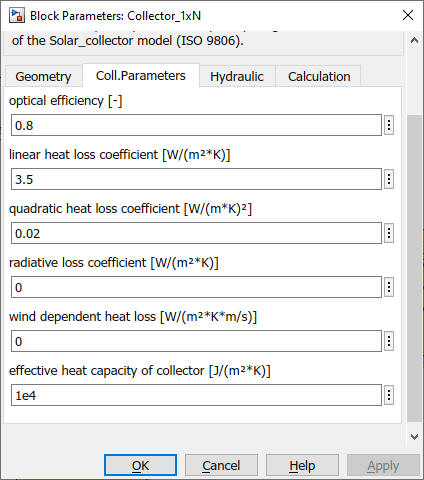 Block Parameters: Collector_1xN
of the Solar_collector model (ISO 9806).
Geometry Coll.Parameters Hydraulic Calculation
optical efficiency [-]
0.8
linear heat loss coefficient [W/(m²*K)]
3.5
quadratic heat loss coefficient [W/(m*K)²]
0.02
radiative loss coefficient [W/(m²*K)]
0
wind dependent heat loss [W/(m²*K*m/s)]
0
effective heat capacity of collector [J/(m²*K)]
1e4
OK Cancel Help Apply